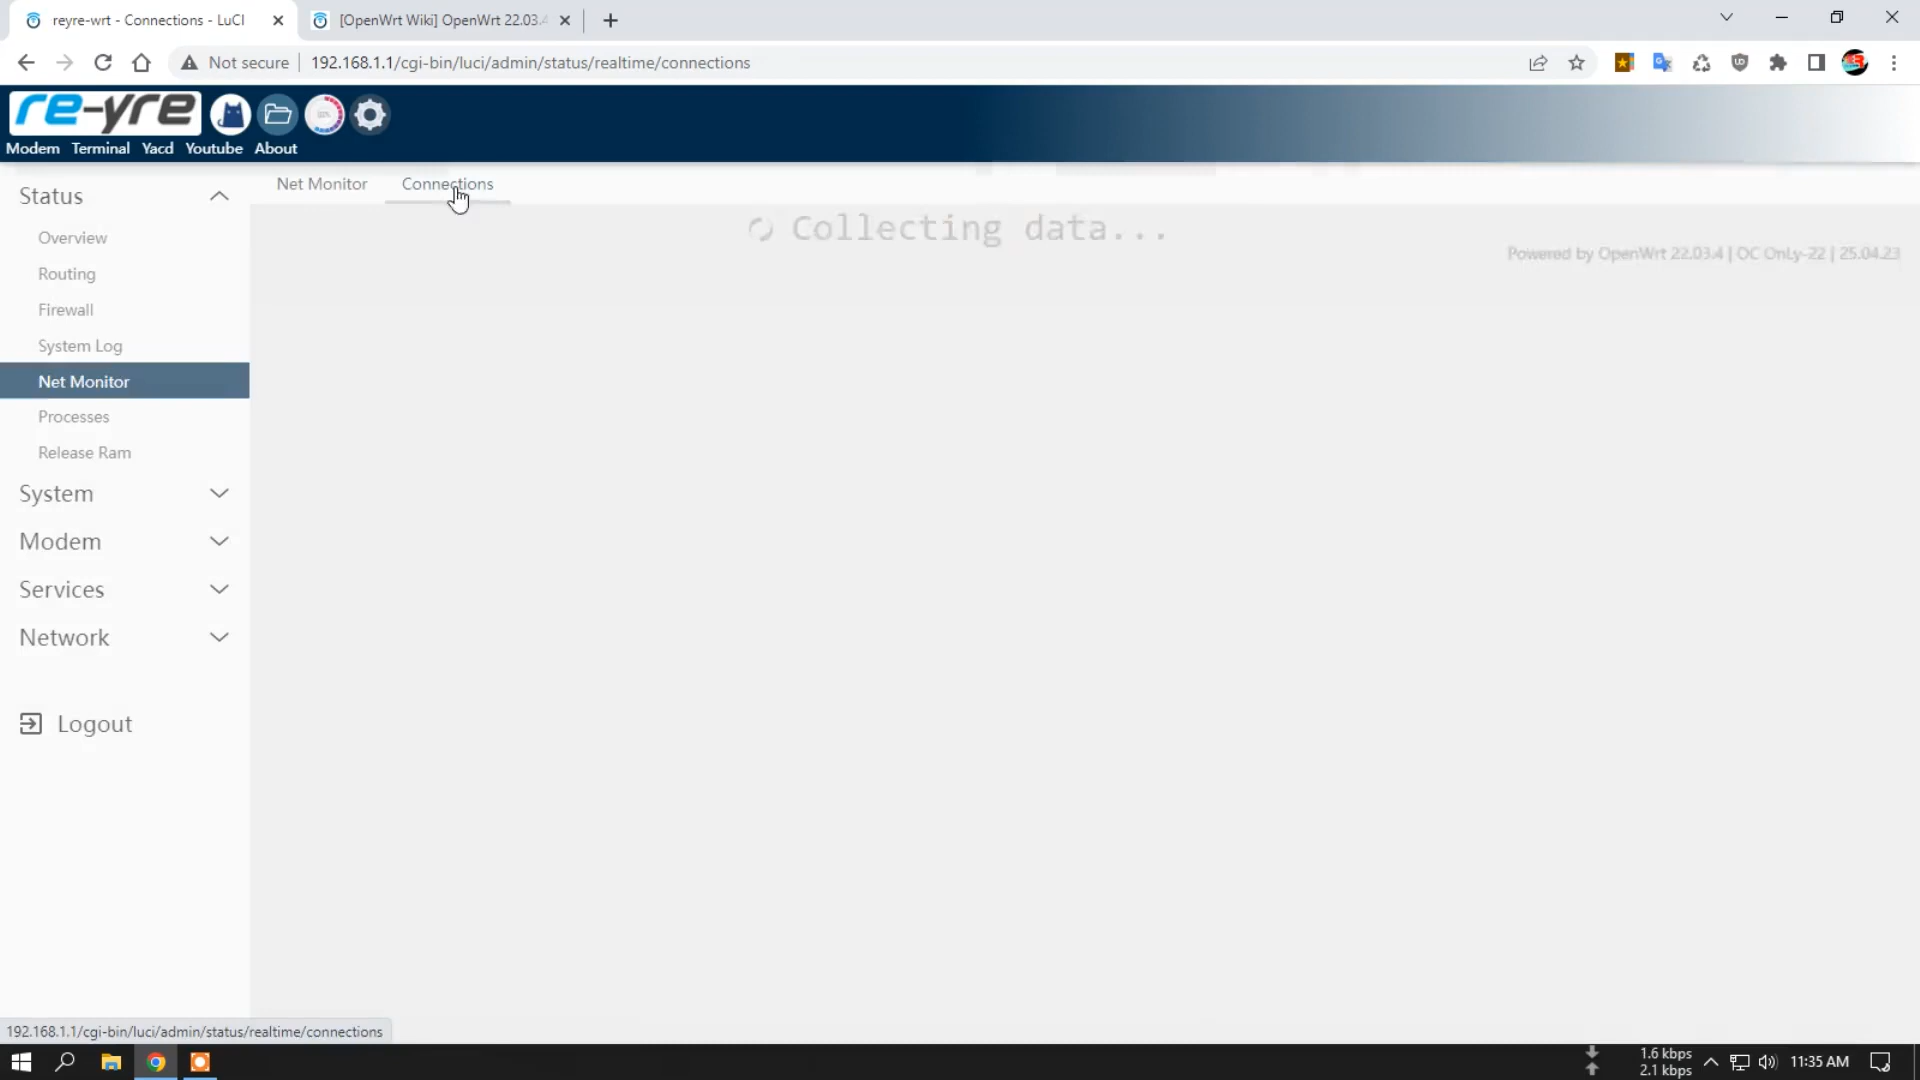 reyre-wrt - Connections - LuCI
[OpenWrt Wiki] OpenWrt 22.03.4
Not secure
192.168.1.1/cgi-bin/luci/admin/status/realtime/connections
re-yre
Modem Terminal Yacd Youtube About
Status
Net Monitor Connections
Overview
Collecting data...
Powered by OpenWrt 22.03.4 | OC OnLy-22 | 25.04.23
Routing
Firewall
System Log
Net Monitor
Processes
Release Ram
System
Modem
Services
Network
Logout
192.168.1.1/cgi-bin/luci/admin/status/realtime/connections
1.6 kbps
2.1 kbps
11:35 AM